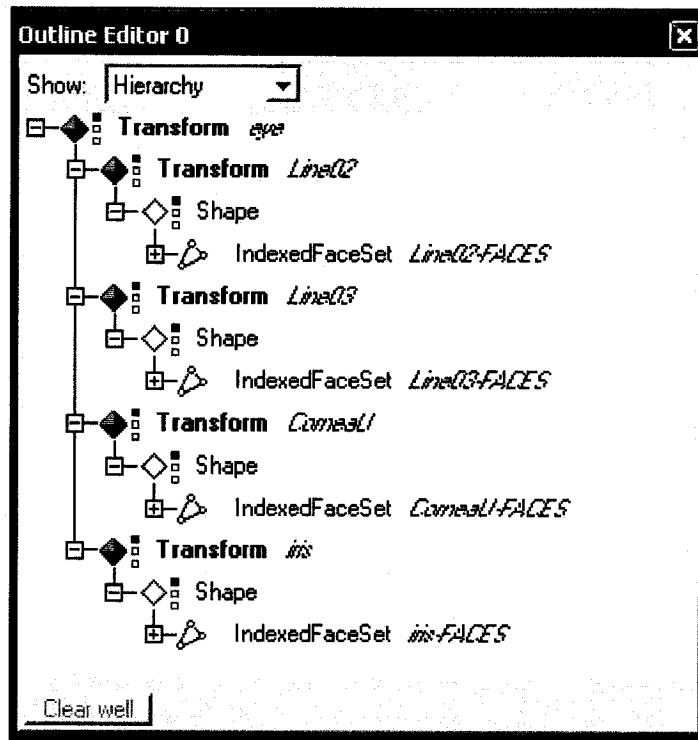 Outline Editor 0
Show: Hierarchy
Transform eye
Transform Line02
Shape
IndexedFaceSet Line02-FACES
Transform Line03
Shape
IndexedFaceSet Line03-FACES
Transform CorneaU
Shape
IndexedFaceSet CorneaU-FACES
Transform iris
Shape
IndexedFaceSet iris-FACES
Clear well